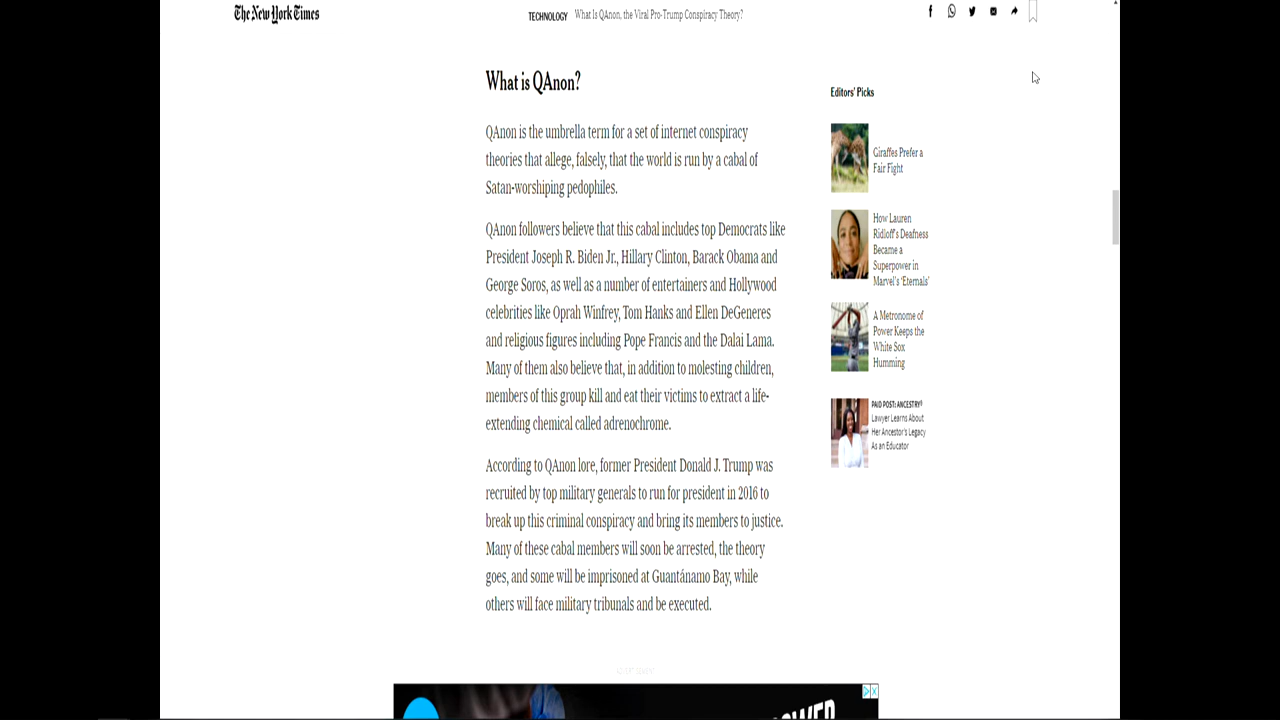 The New York Times
TECHNOLOGY
What Is QAnon, the Viral Pro-Trump Conspiracy Theory?
What is QAnon?
QAnon is the umbrella term for a set of internet conspiracy
theories that allege, falsely, that the world is run by a cabal of
Satan-worshiping pedophiles.
QAnon followers believe that this cabal includes top Democrats like
President Joseph R. Biden Jr., Hillary Clinton, Barack Obama and
George Soros, as well as a number of entertainers and Hollywood
celebrities like Oprah Winfrey, Tom Hanks and Ellen DeGeneres
and religious figures including Pope Francis and the Dalai Lama.
Many of them also believe that, in addition to molesting children,
members of this group kill and eat their victims to extract a life-
extending chemical called adrenochrome.
According to QAnon lore, former President Donald J. Trump was
recruited by top military generals to run for president in 2016 to
break up this criminal conspiracy and bring its members to justice.
Many of these cabal members will soon be arrested, the theory
goes, and some will be imprisoned at Guantánamo Bay, while
others will face military tribunals and be executed.
Editors' Picks
Giraffes Prefer a
Fair Fight
How Lauren
Ridloff's Deafness
Became a
Superpower in
Marvel's 'Eternals'
A Metronome of
Power Keeps the
White Sox
Humming
PAID POST: ANCESTRY®
Lawyer Learns About
Her Ancestor's Legacy
As an Educator